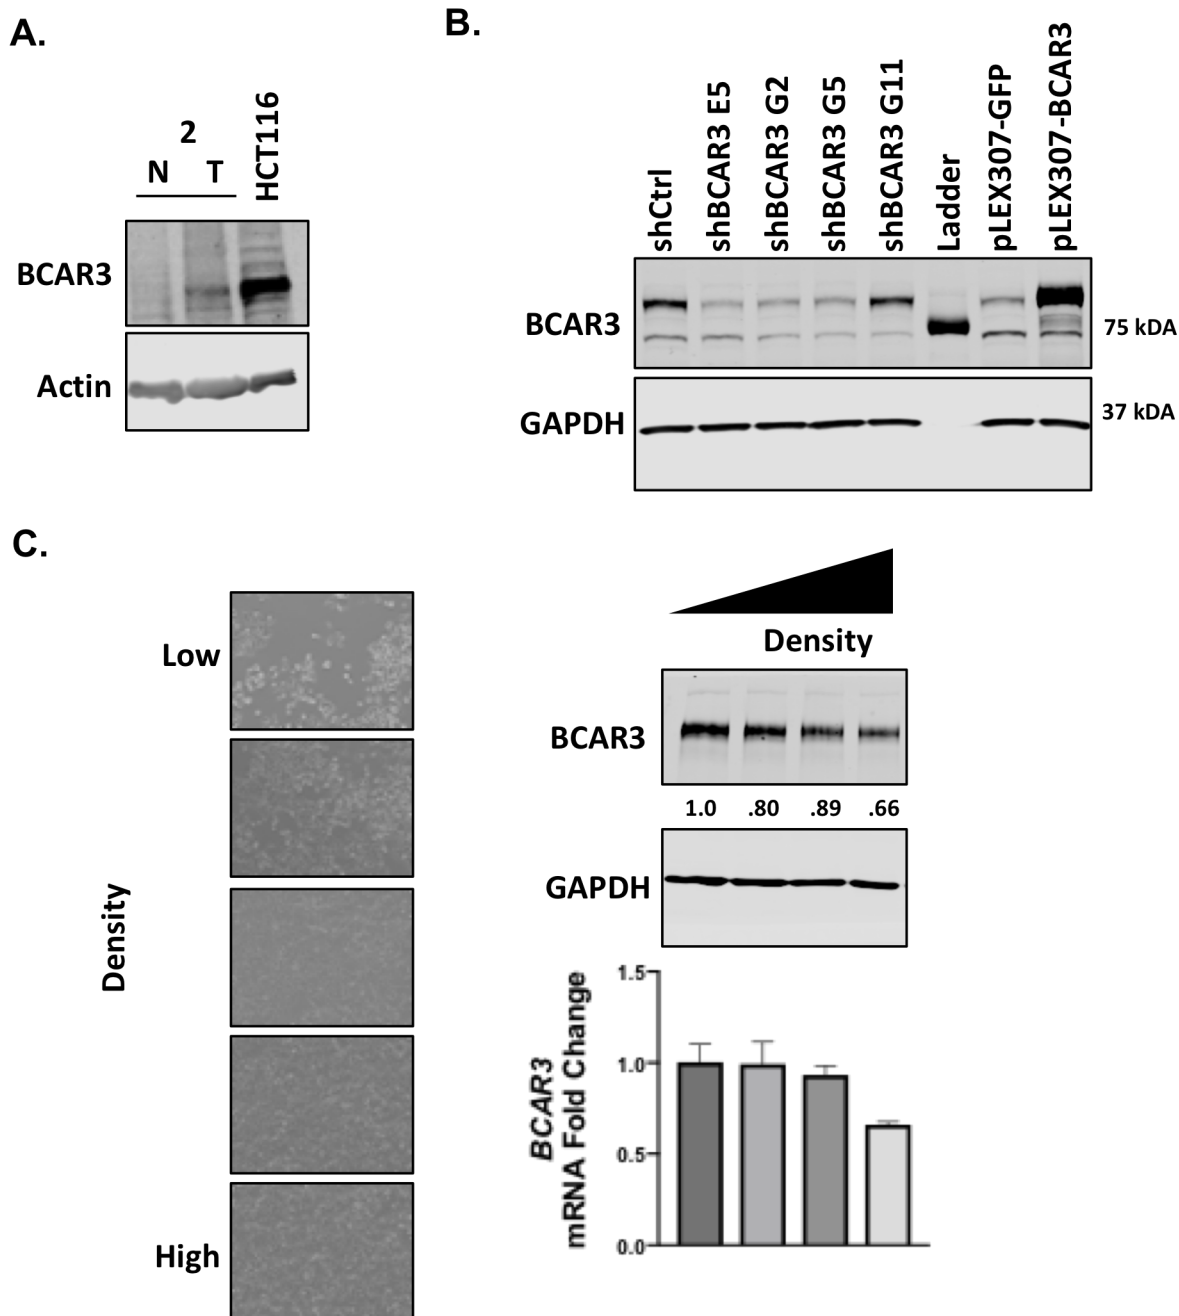 A.
2
N T
HCT116
BCAR3
Actin
B.
shCtrl
shBCAR3 E5
shBCAR3 G2
shBCAR3 G5
shBCAR3 G11
Ladder
pLEX307-GFP
pLEX307-BCAR3
BCAR3
75 kDA
GAPDH
37 kDA
C.
Low
Density
High
Density
BCAR3
1.0 .80 .89 .66
GAPDH
BCAR3
mRNA Fold Change
1.5
1.0
0.5
0.0